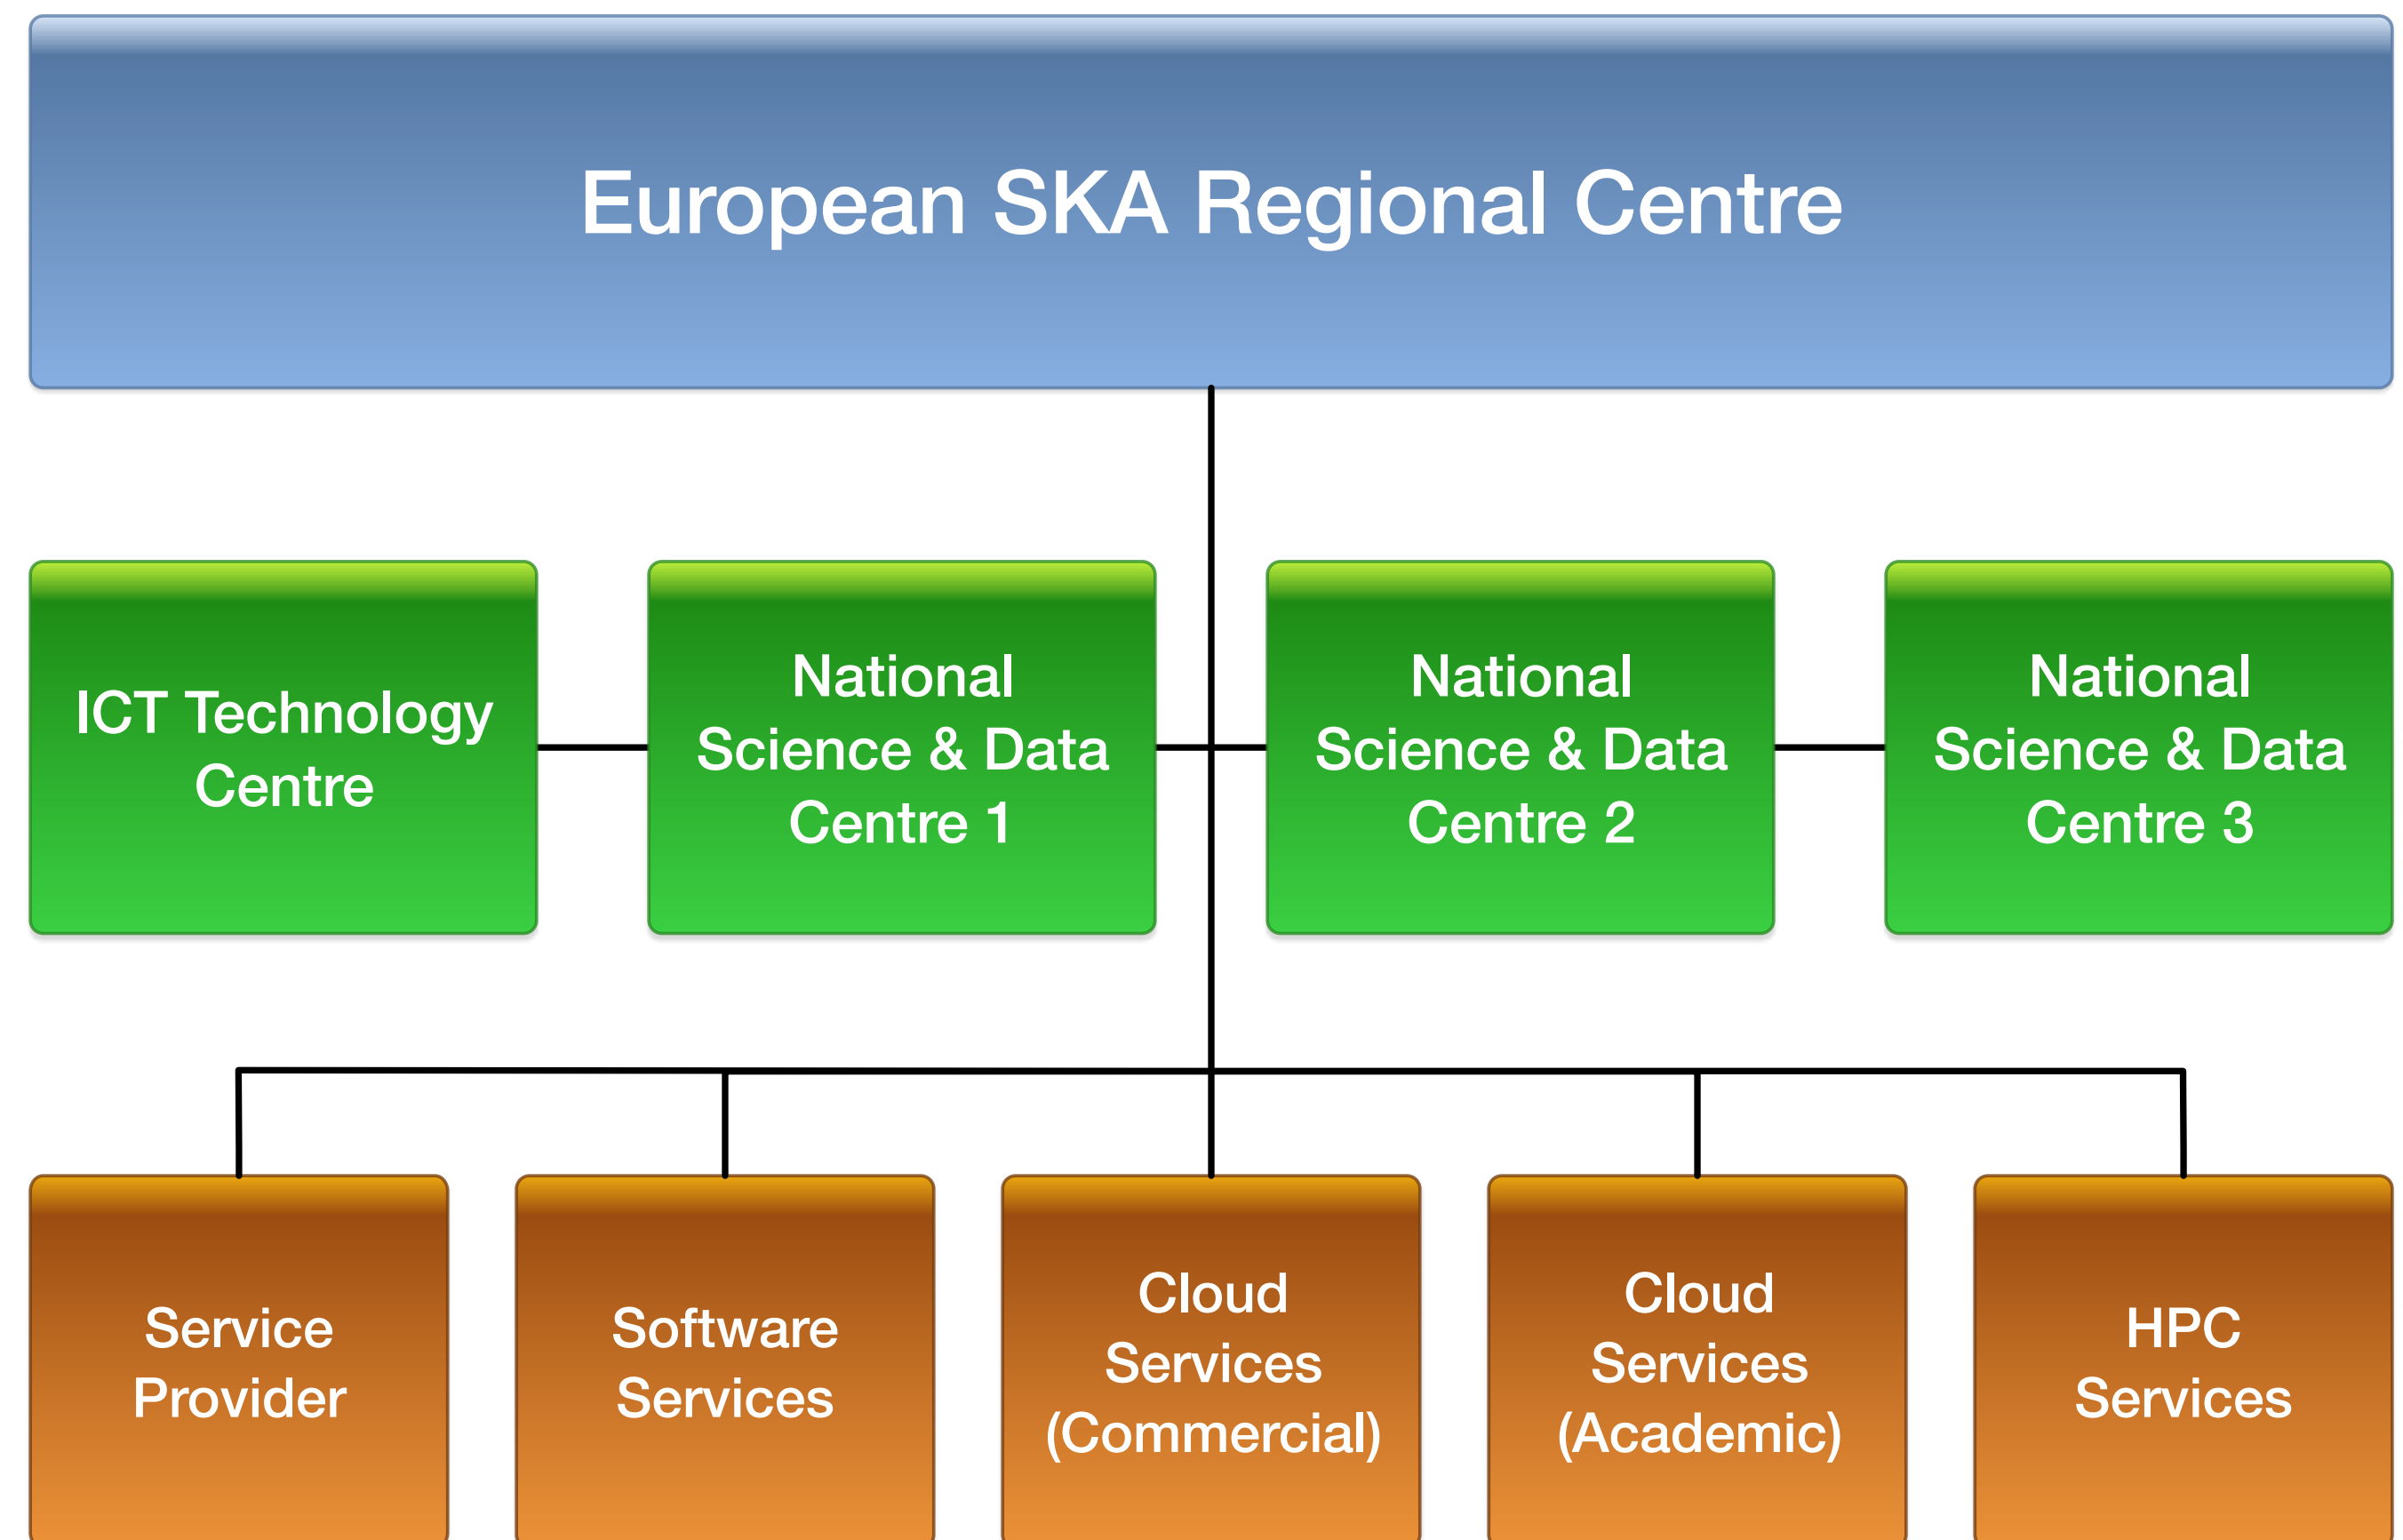 European SKA Regional Centre
ICT Technology
Centre
National
Science & Data
Centre 1
National
Science & Data
Centre 2
National
Science & Data
Centre 3
Service
Provider
Software
Services
Cloud
Services
(Commercial)
Cloud
Services
(Academic)
HPC
Services